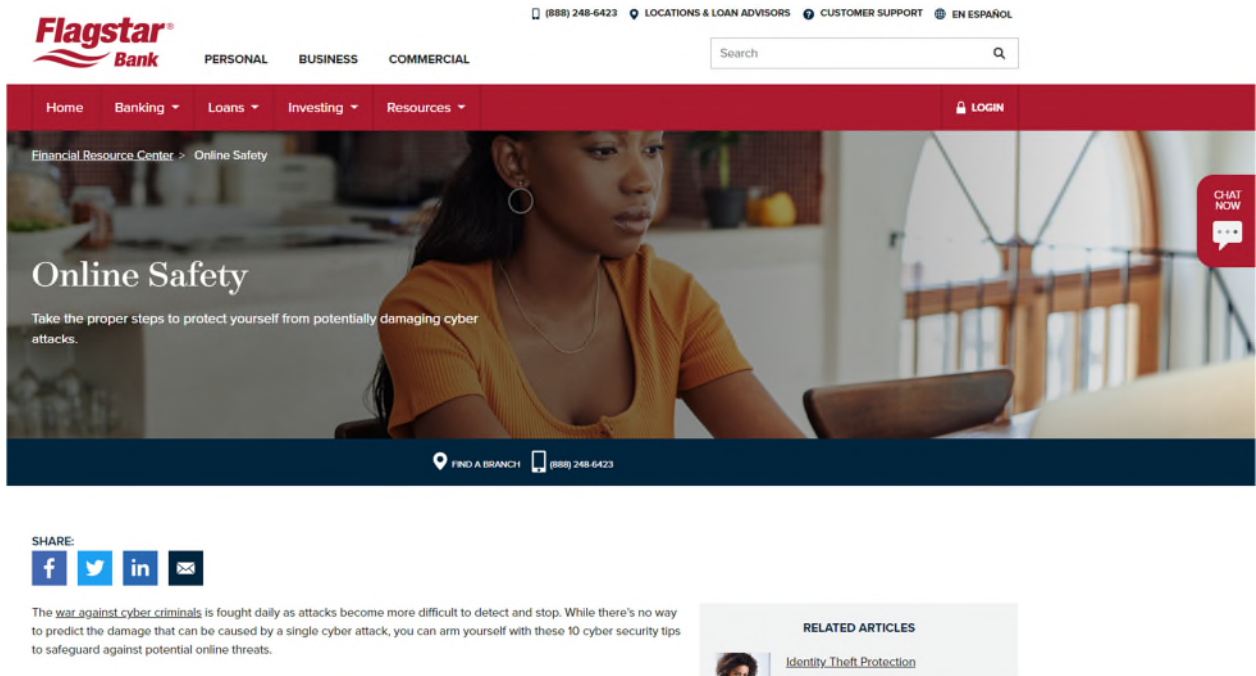 (888) 248-6423 LOCATIONS & LOAN ADVISORS CUSTOMER SUPPORT EN ESPAÑOL
Flagstar®
Bank
PERSONAL BUSINESS COMMERCIAL
Search
Home Banking Loans Investing Resources LOGIN
Financial Resource Center > Online Safety
CHAT
NOW
Online Safety
Take the proper steps to protect yourself from potentially damaging cyber
attacks.
FIND A BRANCH (888) 248-6423
SHARE:
f in
The war against cyber criminals is fought daily as attacks become more difficult to detect and stop. While there's no way
to predict the damage that can be caused by a single cyber attack, you can arm yourself with these 10 cyber security tips
to safeguard against potential online threats.
RELATED ARTICLES
Identity Theft Protection